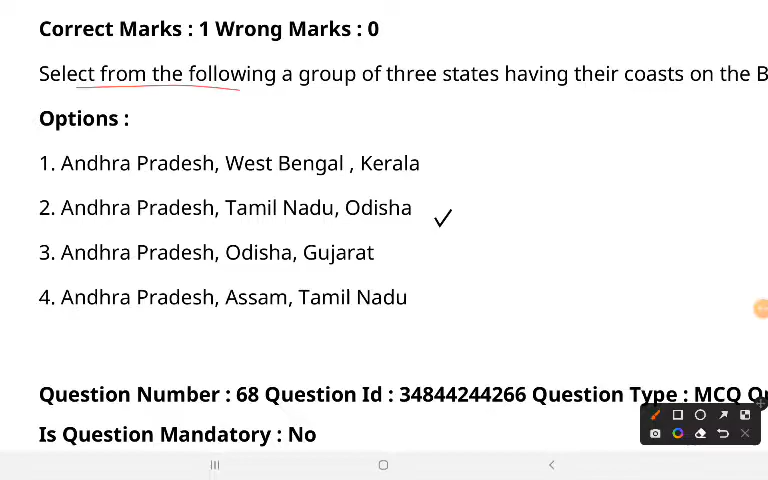 Correct Marks : 1 Wrong Marks : 0
Select from the following a group of three states having their coasts on the B
Options :
1. Andhra Pradesh, West Bengal , Kerala
2. Andhra Pradesh, Tamil Nadu, Odisha
3. Andhra Pradesh, Odisha, Gujarat
4. Andhra Pradesh, Assam, Tamil Nadu
Question Number : 68 Question Id : 34844244266 Question Type : MCQ
Is Question Mandatory : No